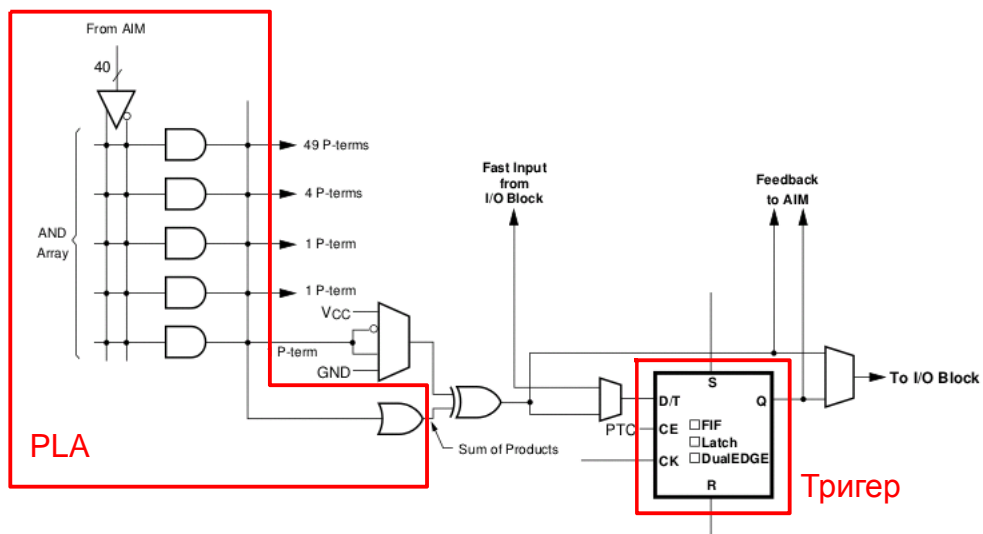 From AIM
40
49 P-terms
4 P-terms
AND
Array
1 P-term
1 P-term
VCC
P-term
GND
PLA
Sum of Products
Fast Input
from
I/O Block
Feedback
to AIM
To I/O Block
S
D/T
Q
PTC
CE
FIF
Latch
CK
DualEDGE
R
Тригер